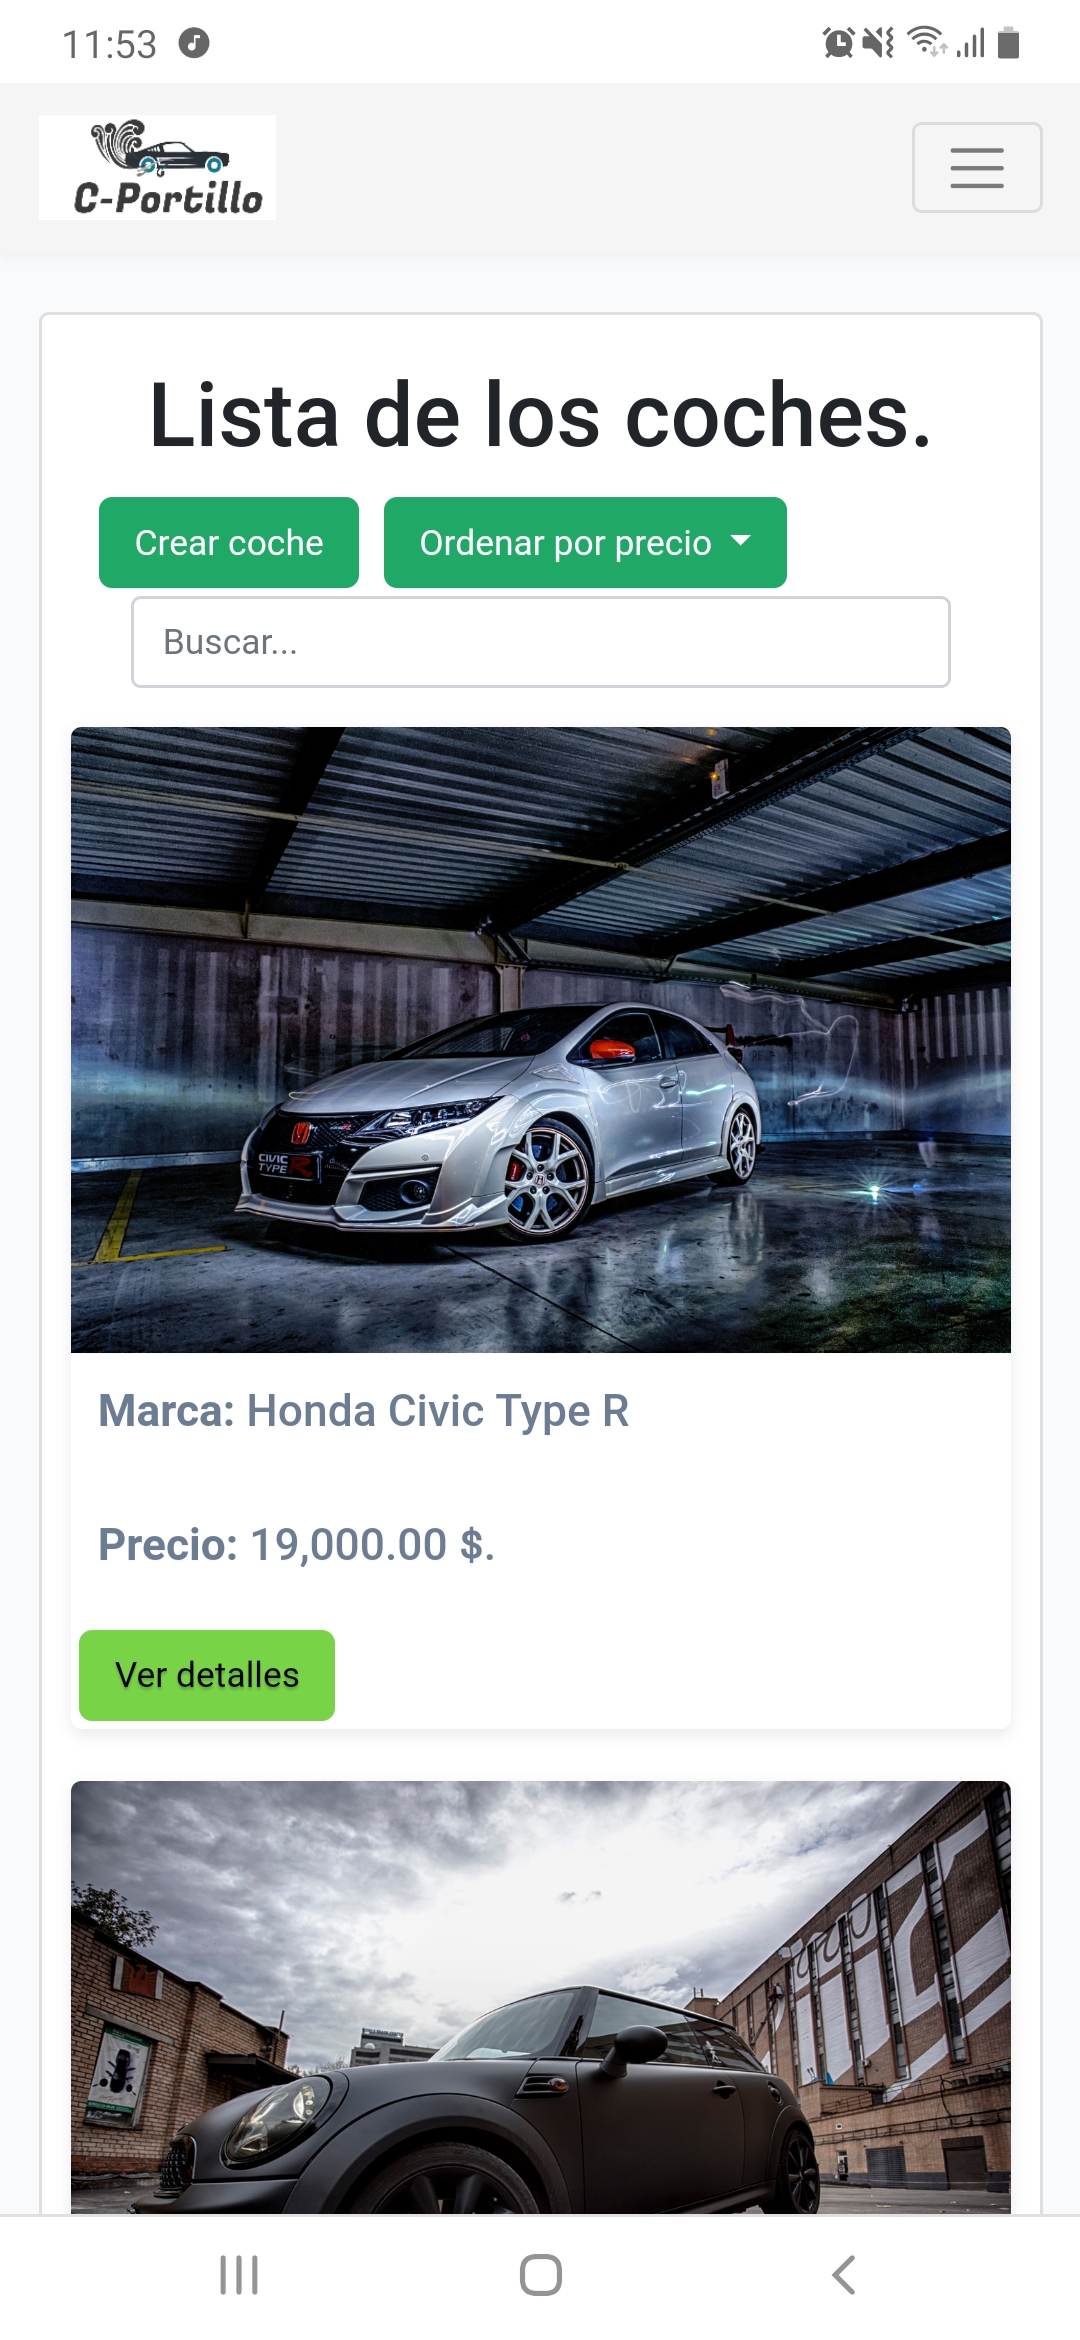 11:53
C-Portillo
Lista de los coches.
Crear coche
Ordenar por precio
Buscar...
CIVIC
TYPE R
Marca: Honda Civic Type R
Precio: 19,000.00 $.
Ver detalles